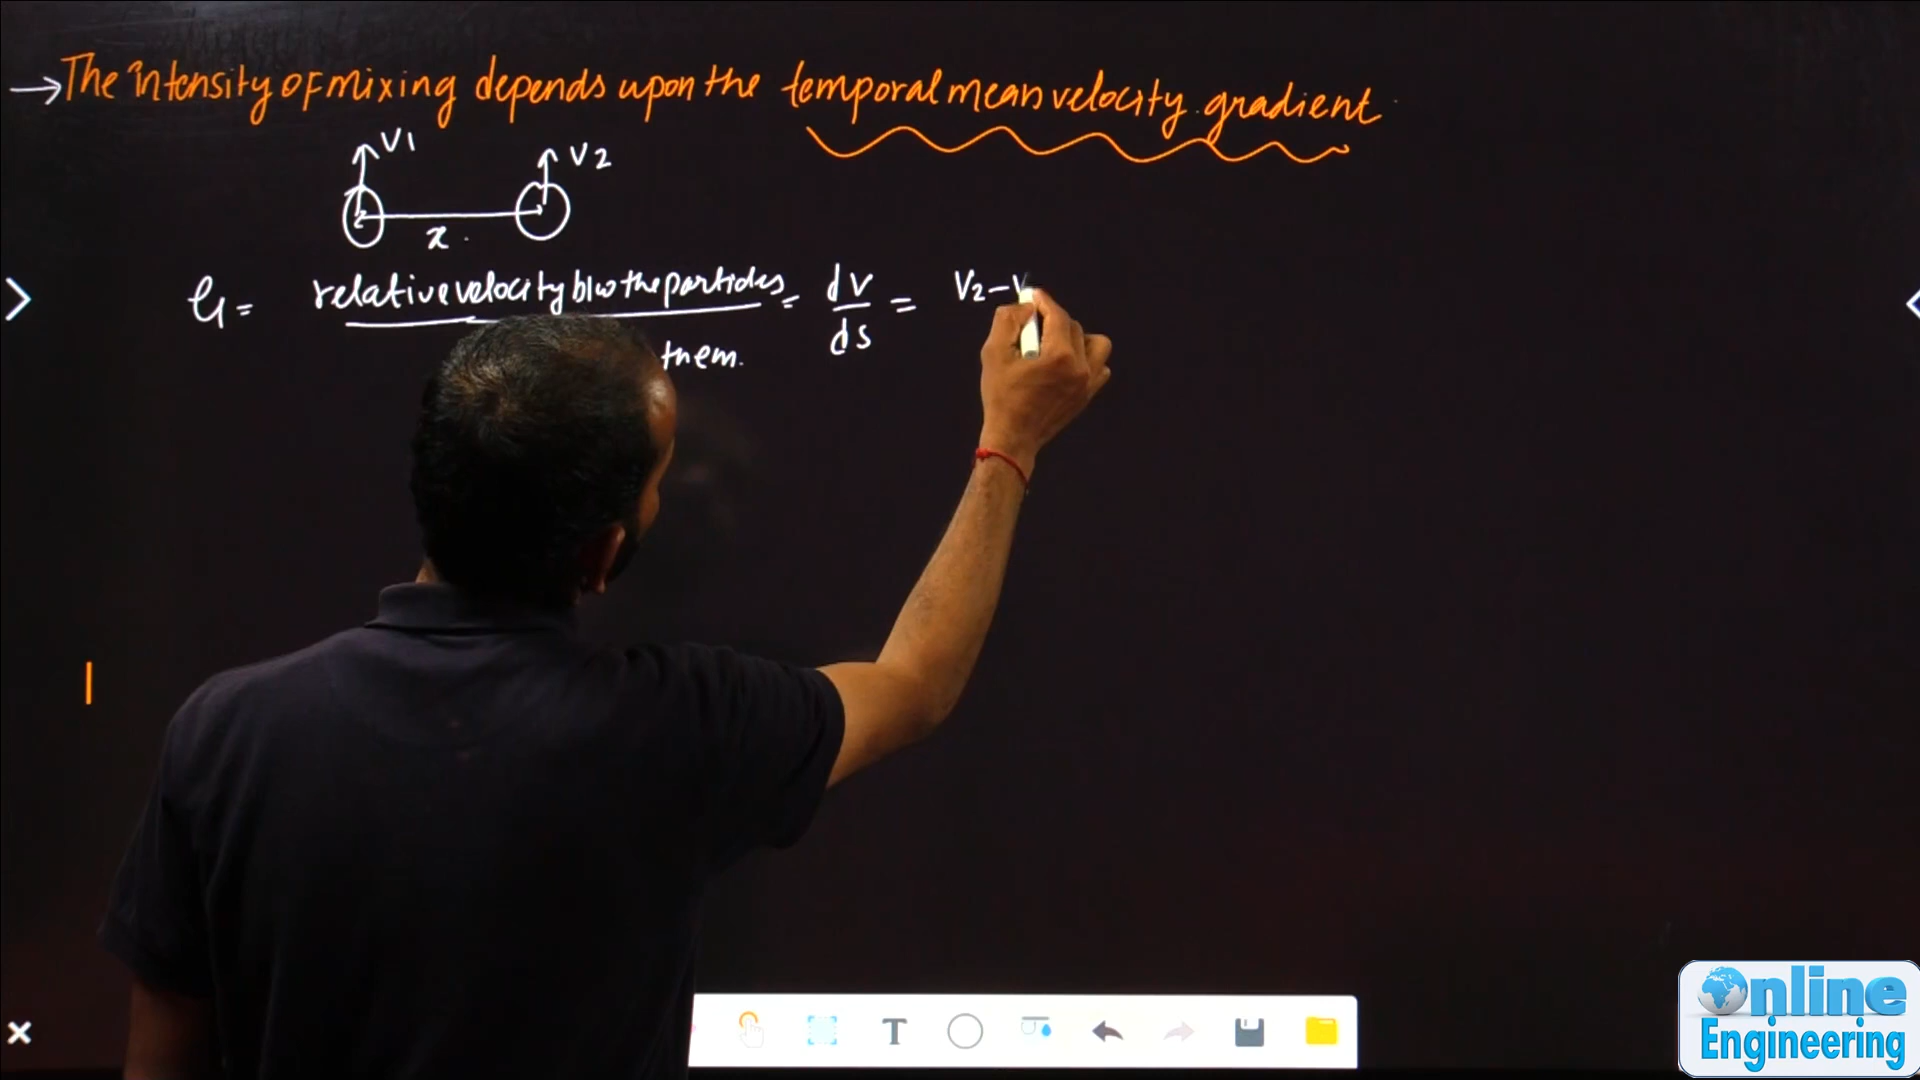 →The intensity of mixing depends upon the temporal mean velocity gradient.
V1 V2
x
G = relative velocity b/w the particles = dv/ds = V2-V
them.
T
Online
Engineering